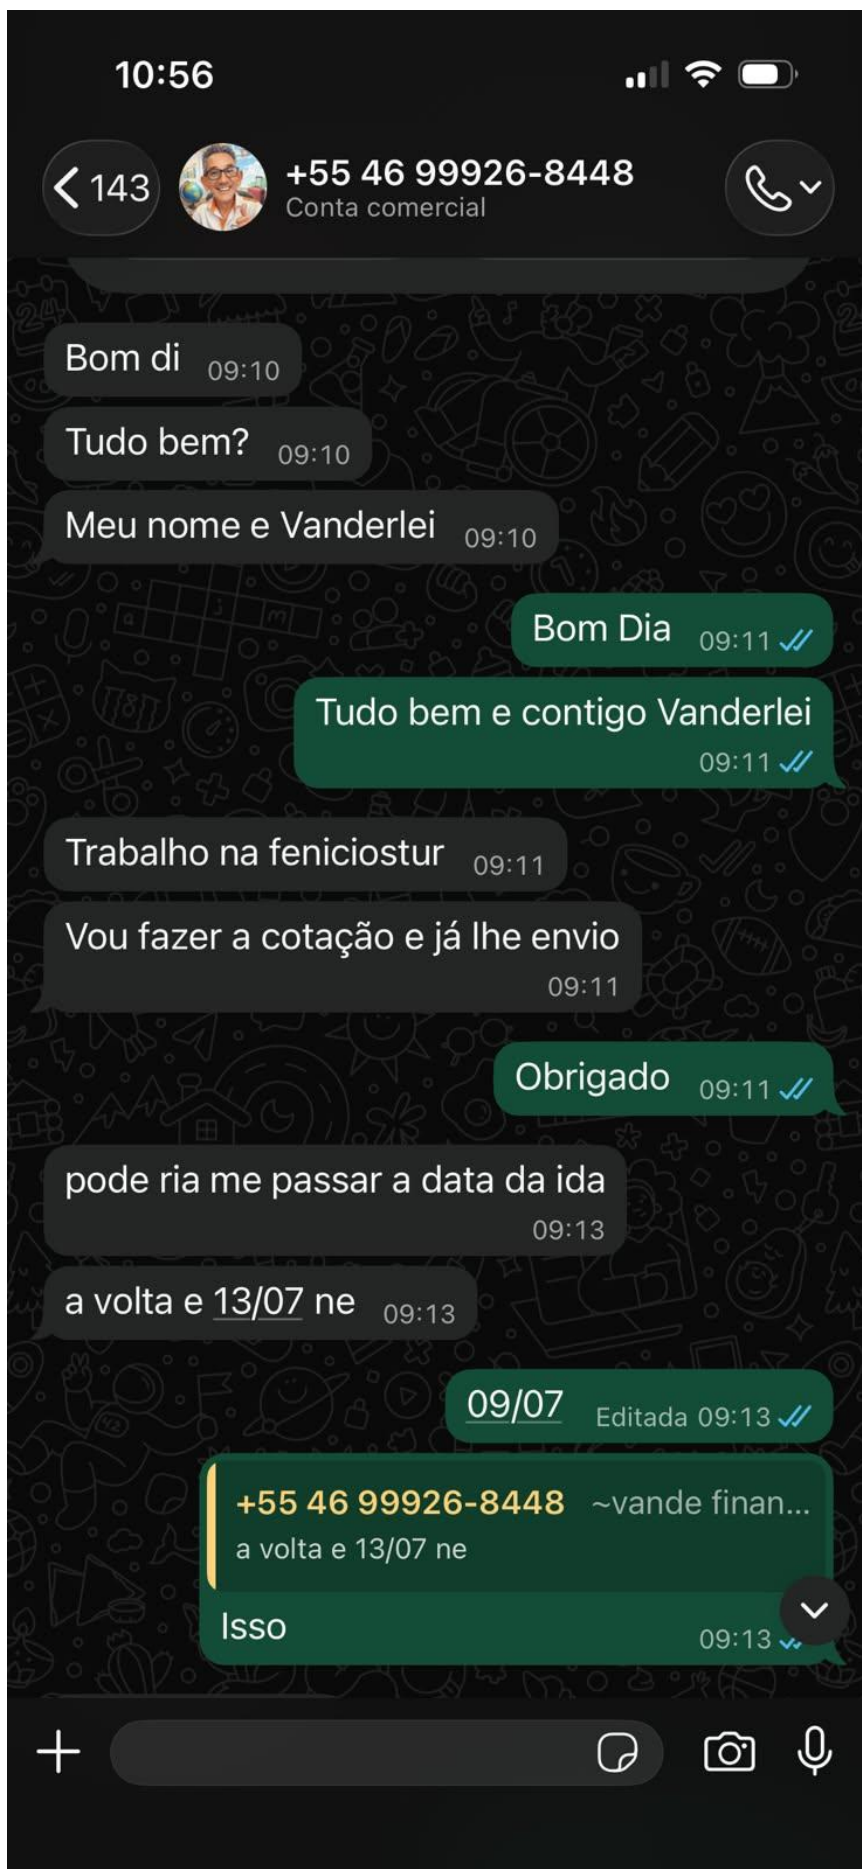 10:56
143
+55 46 99926-8448
Conta comercial
Bom di 09:10
Tudo bem? 09:10
Meu nome e Vanderlei 09:10
Bom Dia 09:11
Tudo bem e contigo Vanderlei
09:11
Trabalho na feniciostur 09:11
Vou fazer a cotação e já lhe envio
09:11
Obrigado 09:11
pode ria me passar a data da ida
09:13
a volta e 13/07 ne 09:13
09/07 Editada 09:13
+55 46 99926-8448 ~vande finan...
a volta e 13/07 ne
Isso 09:13